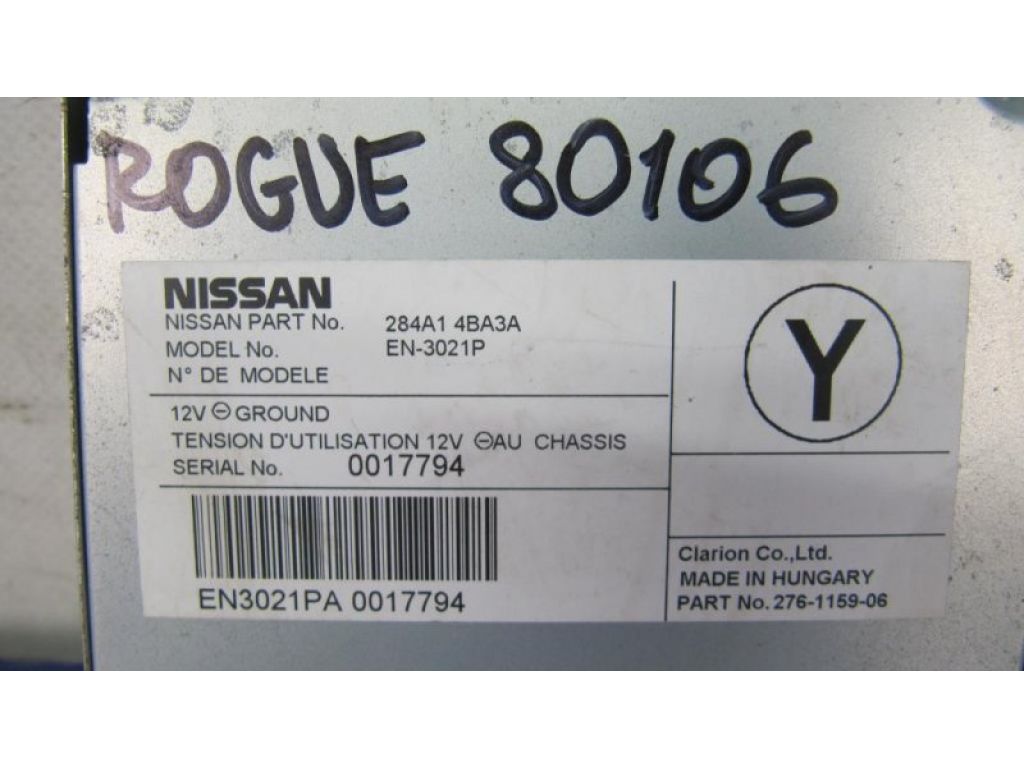 ROGUE 80106
NISSAN
NISSAN PART No. 284A1 4BA3A
MODEL No. EN-3021P
N° DE MODELE
12V ⊖ GROUND
TENSION D'UTILISATION 12V ⊖AU CHASSIS
SERIAL No. 0017794
EN3021PA 0017794
Y
Clarion Co.,Ltd.
MADE IN HUNGARY
PART No. 276-1159-06